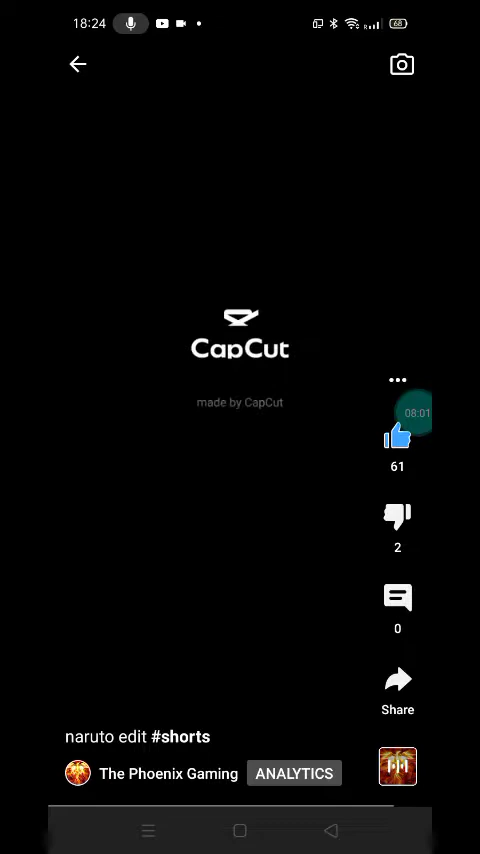 18:24
68
CapCut
made by CapCut
08:01
61
2
0
Share
naruto edit #shorts
The Phoenix Gaming ANALYTICS